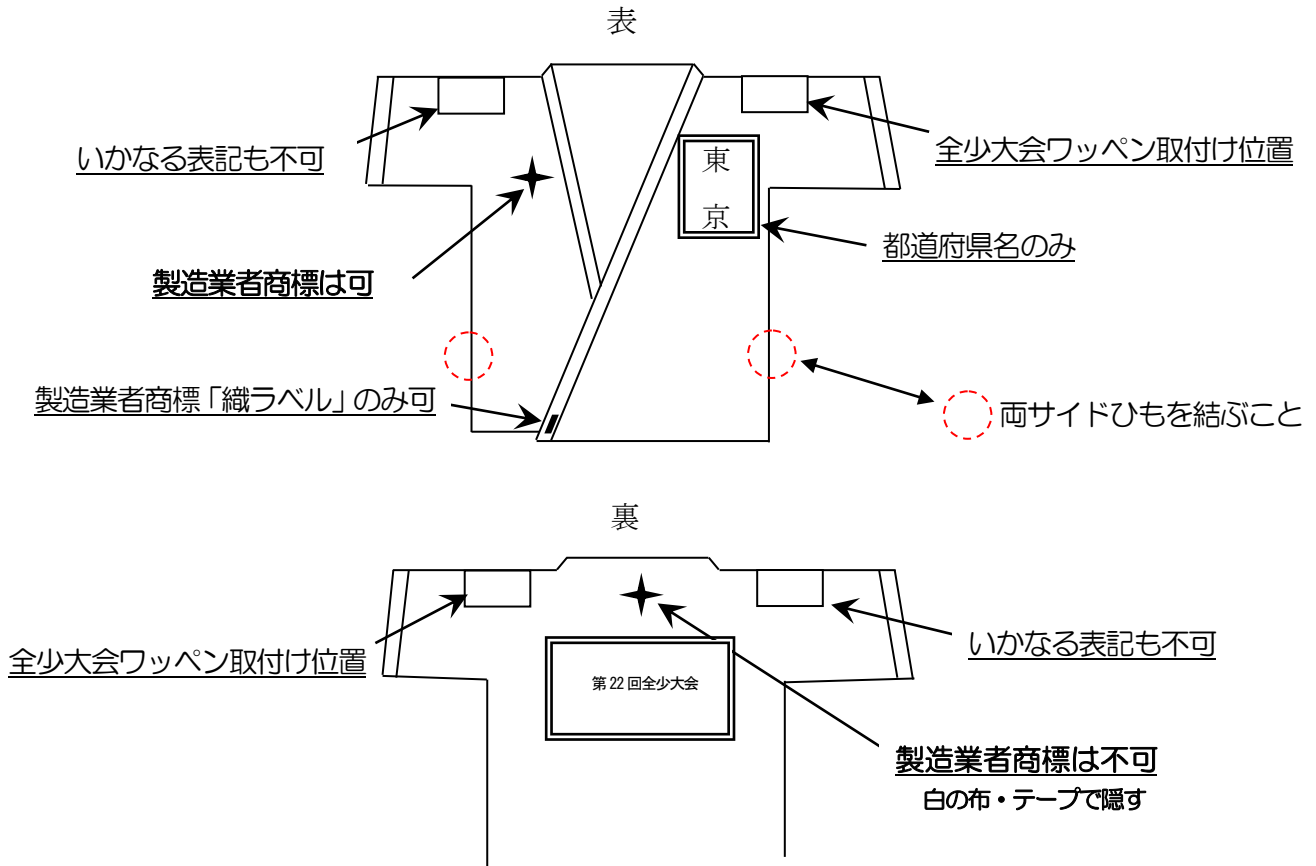 表
いかなる表記も不可
全少大会ワッペン取付け位置
東
京
都道府県名のみ
製造業者商標は可
製造業者商標「織ラベル」のみ可
両サイドひもを結ぶこと
裏
全少大会ワッペン取付け位置
いかなる表記も不可
第22回全少大会
製造業者商標は不可
白の布・テープで隠す